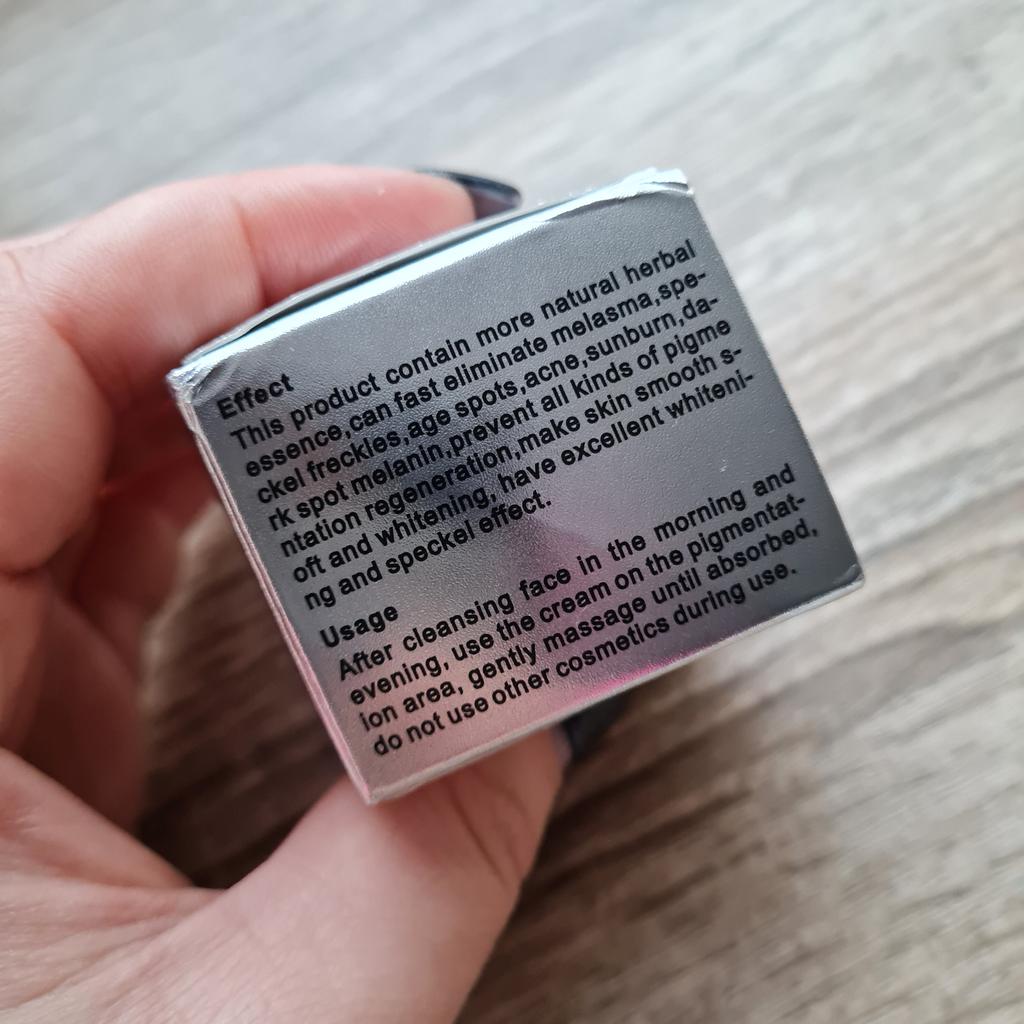 Effect
This product contain more natural herbal
essence,can fast eliminate melasma,spe-
ckel freckles,age spots,acne,sunburn,da-
rk spot melanin,prevent all kinds of pigme
ntation regeneration,make skin smooth s-
oft and whitening, have excellent whiteni-
ng and speckel effect.
Usage
After cleansing face in the morning and
evening, use the cream on the pigmentat-
ion area, gently massage until absorbed,
do not use other cosmetics during use.